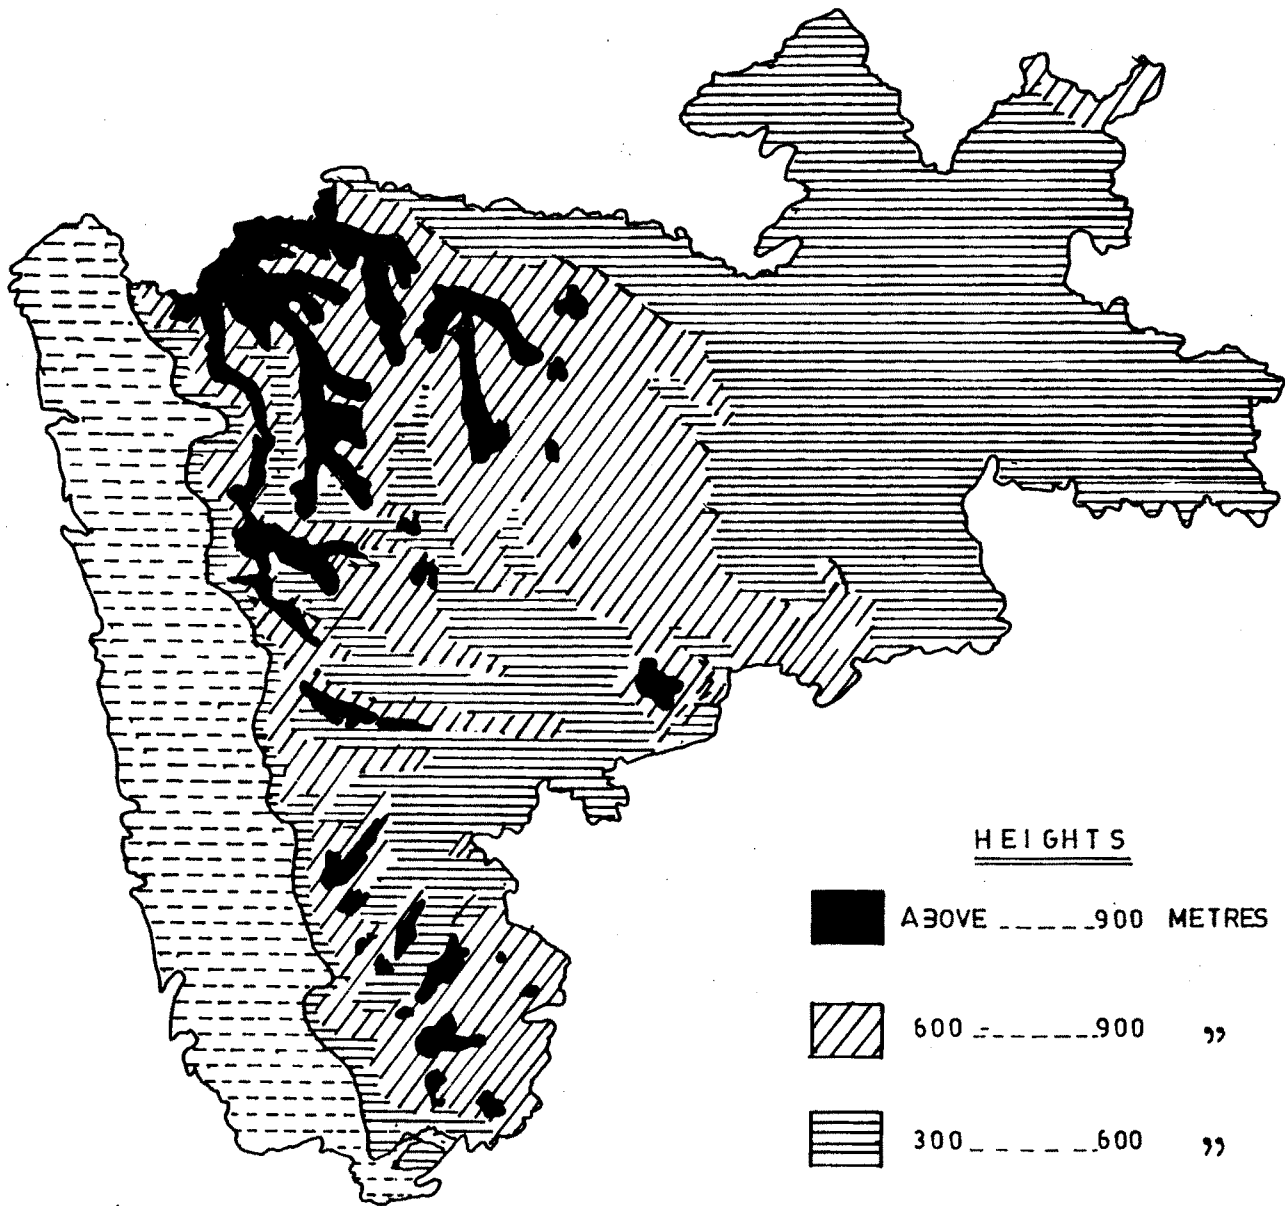 HEIGHTS
ABOVE _ _ _ _ _ 900 METRES
600 - _ _ _ _ _ _ 900 „
300 _ _ _ _ _ _ 600 „